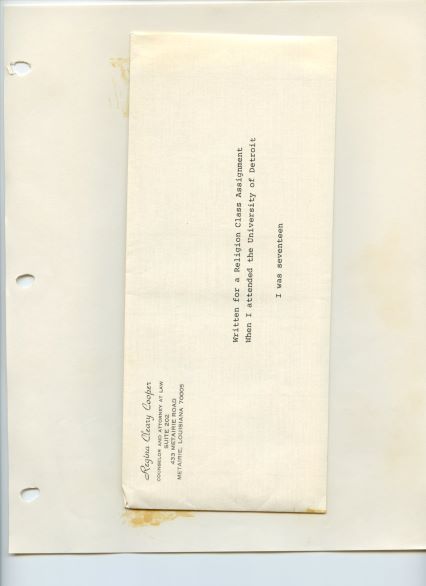 Regina Cleary Cooper
COUNSELOR AND ATTORNEY AT LAW
SUITE 202
433 METAIRIE ROAD
METAIRIE, LOUISIANA 70005
Written for a Religion Class Assignment
When I attended the University of Detroit
I was seventeen